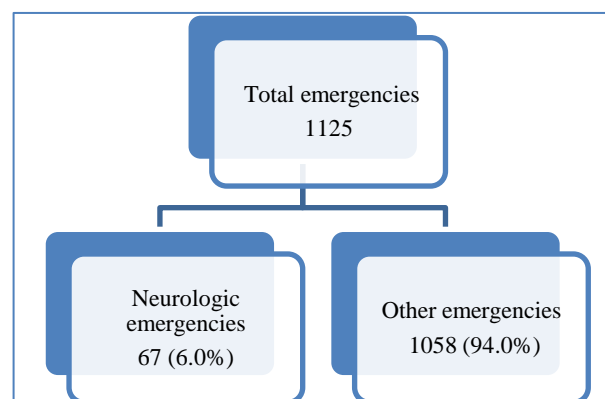 Total emergencies
1125
Neurologic
emergencies
67 (6.0%)
Other emergencies
1058 (94.0%)